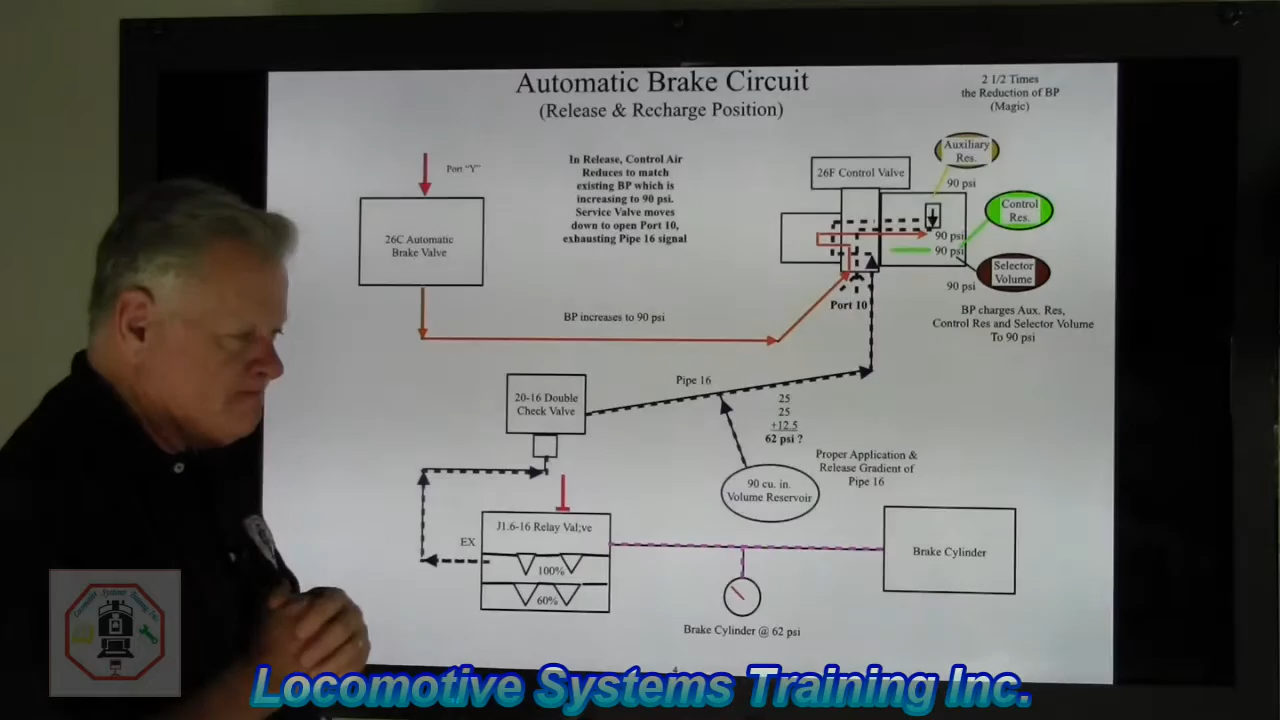 Automatic Brake Circuit
(Release & Recharge Position)
2 1/2 Times
the Reduction of BP
(Magic)
Port "Y"
In Release, Control Air
Reduces to match
existing BP which is
increasing to 90 psi.
Service Valve moves
down to open Port 10,
exhausting Pipe 16 signal
26F Control Valve
Auxiliary
Res.
90 psi
Control
Res.
90 psi
90 psi
Selector
Volume
90 psi
26C Automatic
Brake Valve
Port 10
BP increases to 90 psi
BP charges Aux. Res,
Control Res and Selector Volume
To 90 psi
Pipe 16
20-16 Double
Check Valve
25
25
+12.5
62 psi ?
Proper Application &
Release Gradient of
Pipe 16
90 cu. in.
Volume Reservoir
J1.6-16 Relay Val;ve
EX
100%
60%
Brake Cylinder
Brake Cylinder @ 62 psi
Locomotive Systems Training Inc.
Locomotive Systems Training Inc.